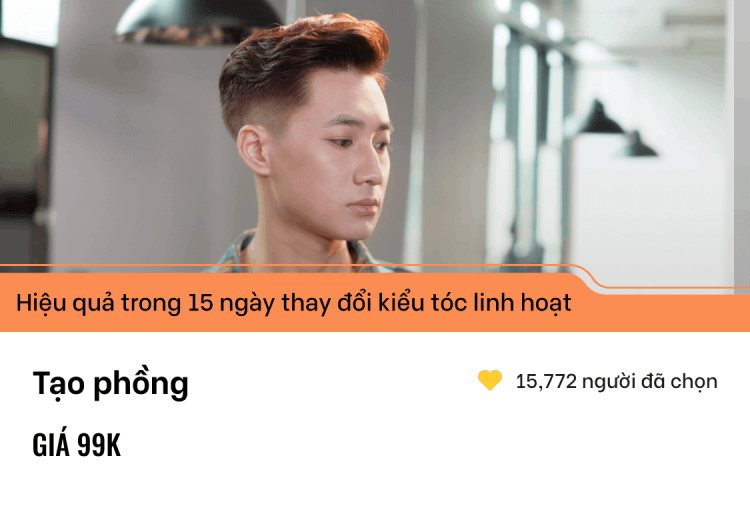 Hiệu quả trong 15 ngày thay đổi kiểu tóc linh hoạt
Tạo phồng
15,772 người đã chọn
GIÁ 99K